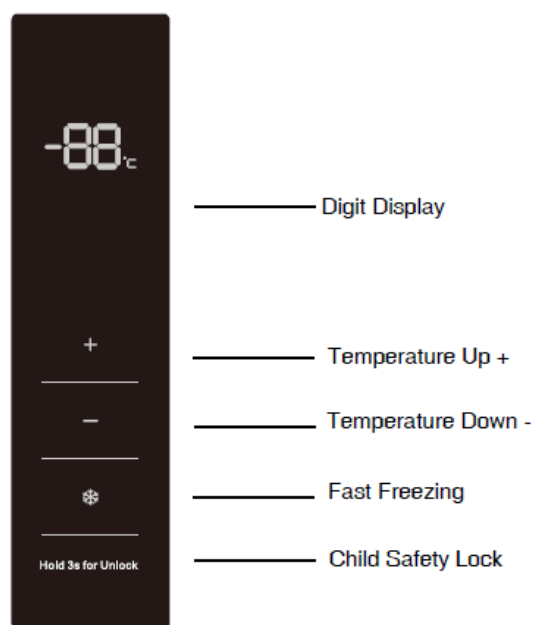 -88°C
Digit Display
+
Temperature Up +
−
Temperature Down -
Fast Freezing
Hold 3s for Unlock
Child Safety Lock